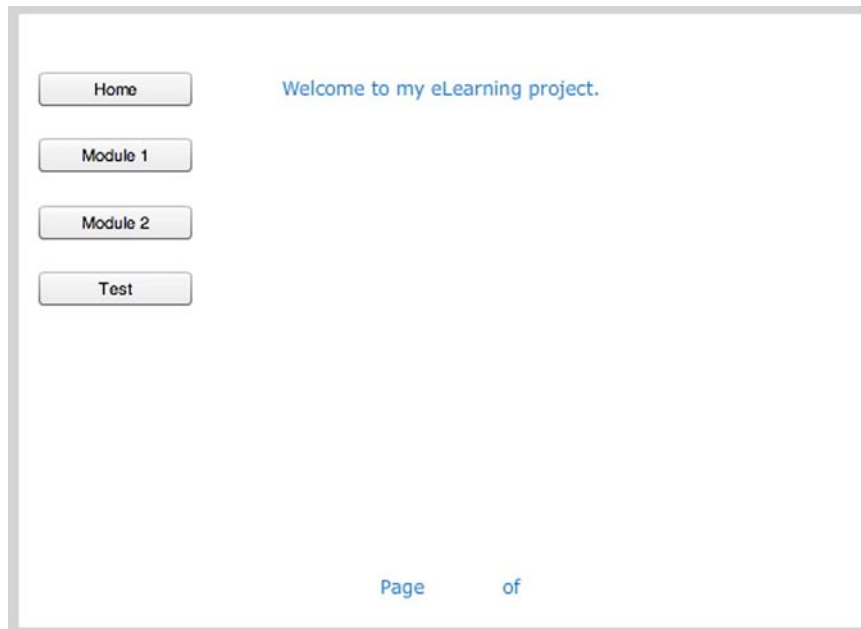 Home
Welcome to my eLearning project.
Module 1
Module 2
Test
Page of